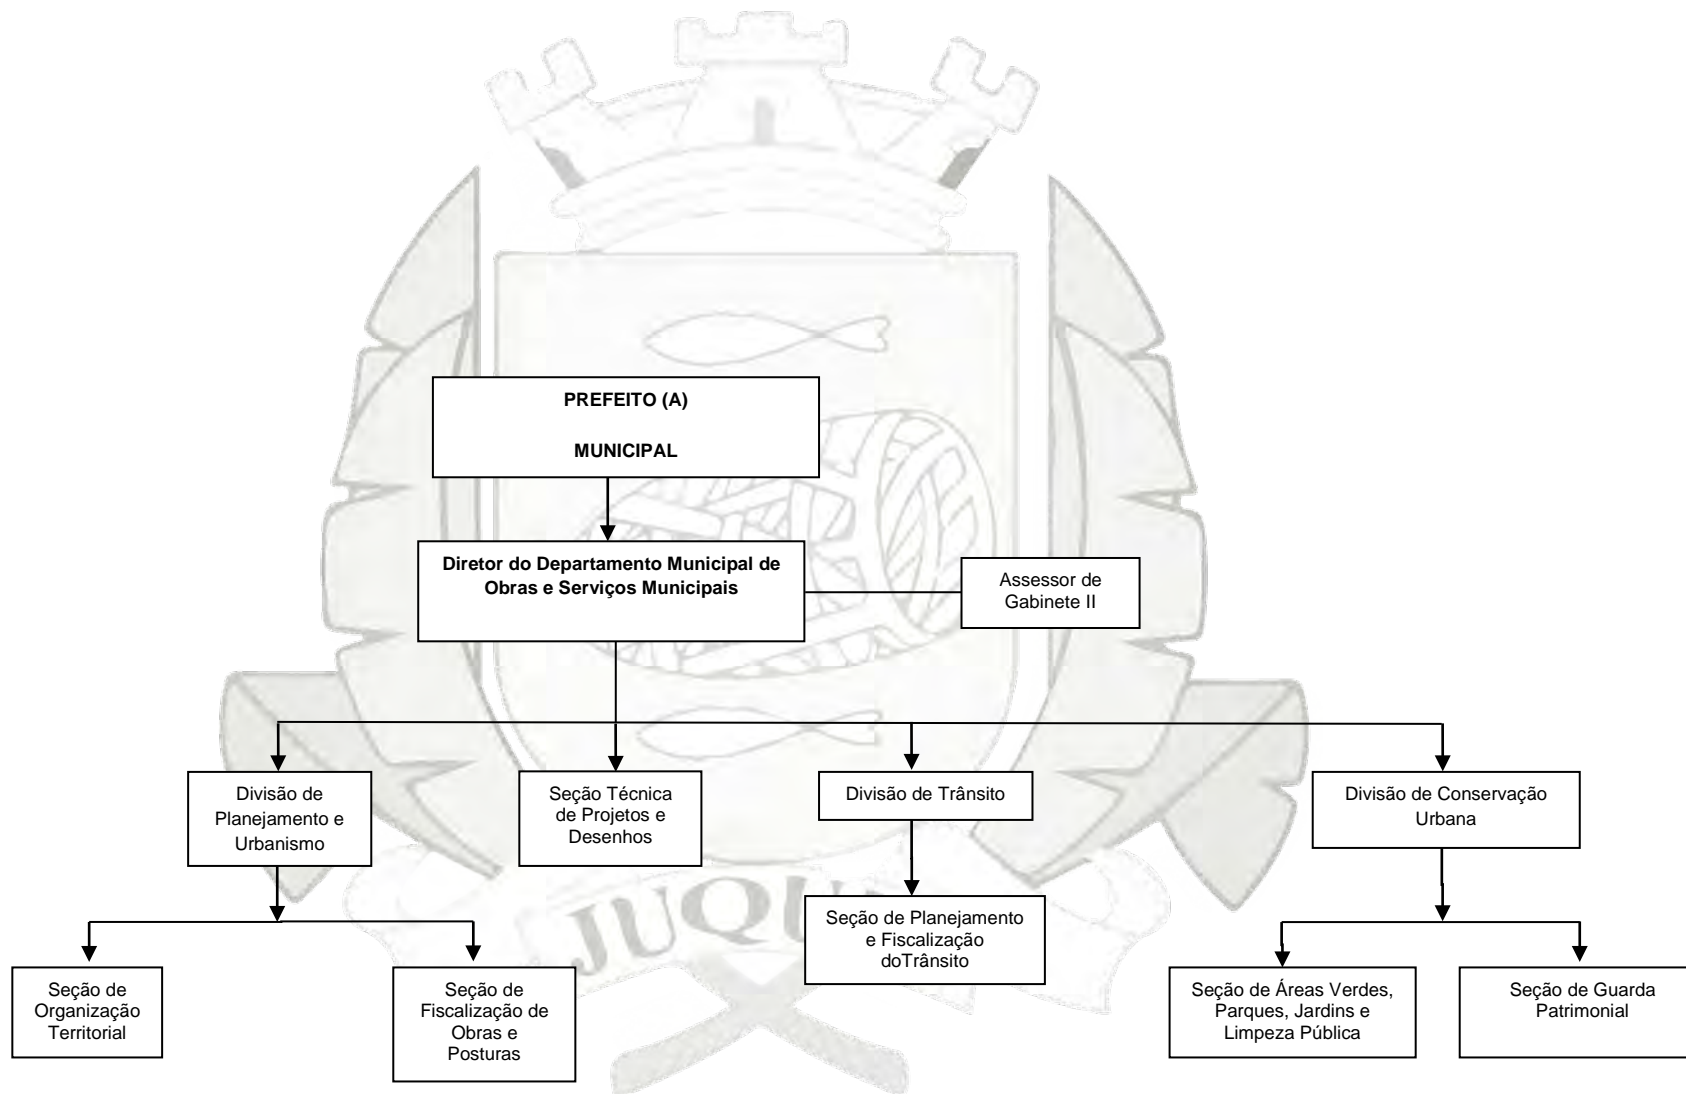 PREFEITO (A)
MUNICIPAL
Diretor do Departamento Municipal de
Obras e Serviços Municipais
Assessor de
Gabinete II
Divisão de
Planejamento e
Urbanismo
Seção Técnica
de Projetos e
Desenhos
Divisão de Trânsito
Divisão de Conservação
Urbana
Seção de Planejamento
e Fiscalização
doTrânsito
Seção de
Organização
Territorial
Seção de
Fiscalização de
Obras e
Posturas
Seção de Áreas Verdes,
Parques, Jardins e
Limpeza Pública
Seção de Guarda
Patrimonial